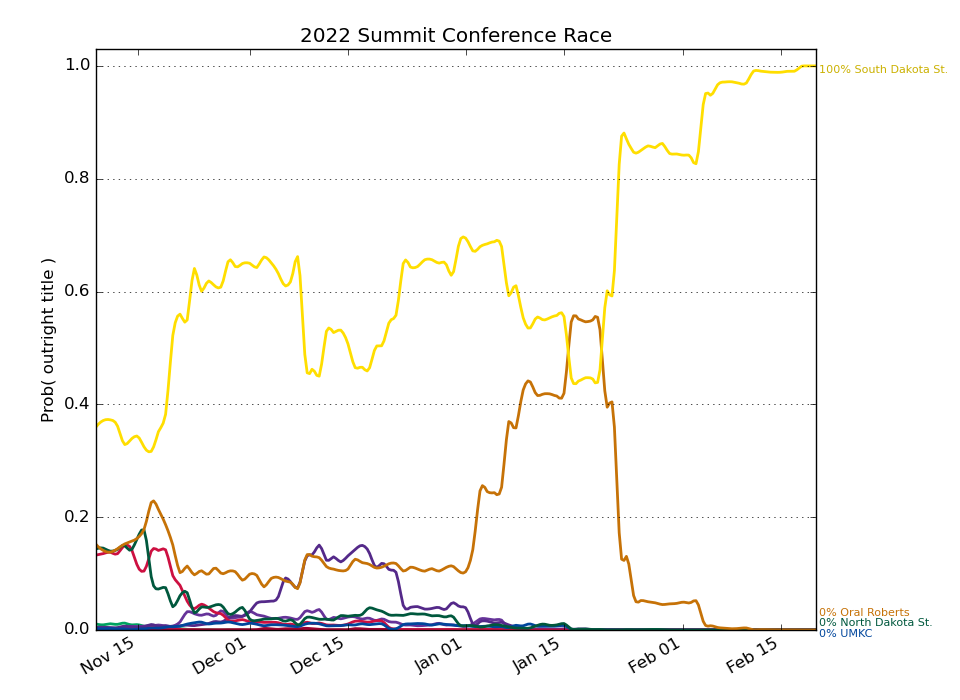 2022 Summit Conference Race
Prob( outright title )
1.0
0.8
0.6
0.4
0.2
0.0
Nov 15
Dec 01
Dec 15
Jan 01
Jan 15
Feb 01
Feb 15
100% South Dakota St.
0% Oral Roberts
0% North Dakota St.
0% UMKC